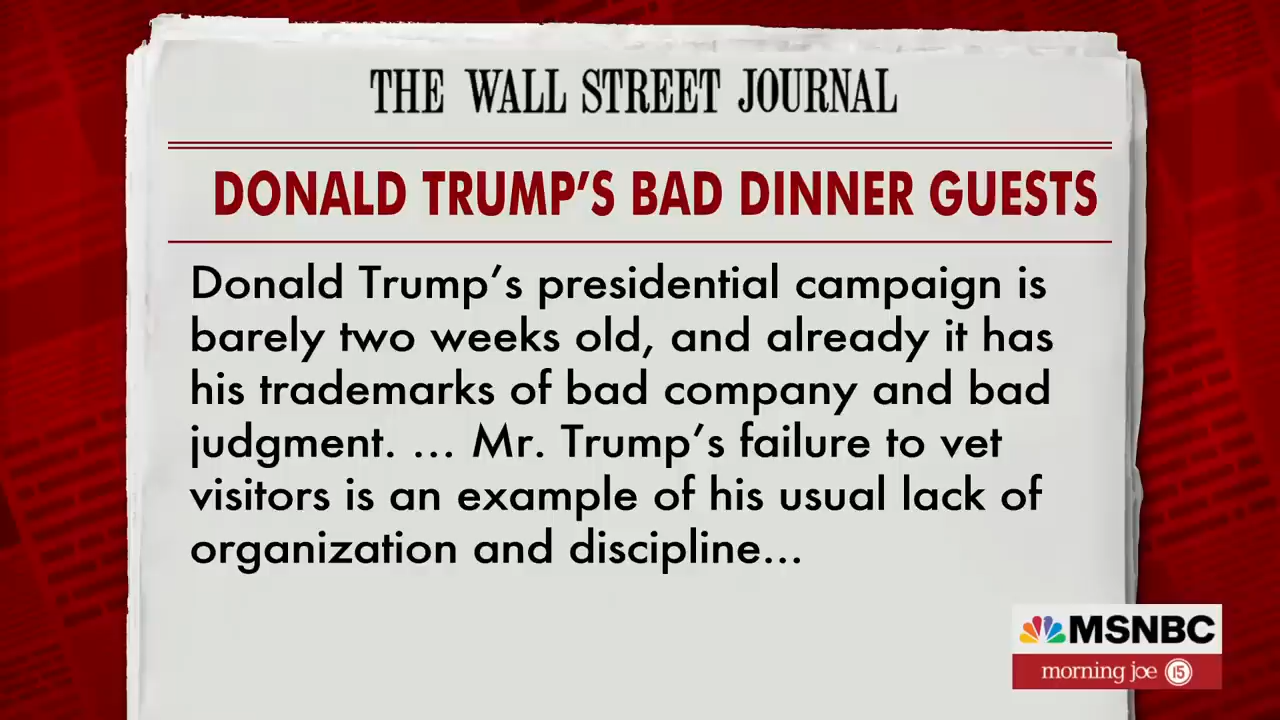 THE WALL STREET JOURNAL
DONALD TRUMP’S BAD DINNER GUESTS
Donald Trump’s presidential campaign is
barely two weeks old, and already it has
his trademarks of bad company and bad
judgment. … Mr. Trump’s failure to vet
visitors is an example of his usual lack of
organization and discipline…
MSNBC
morning joe 15